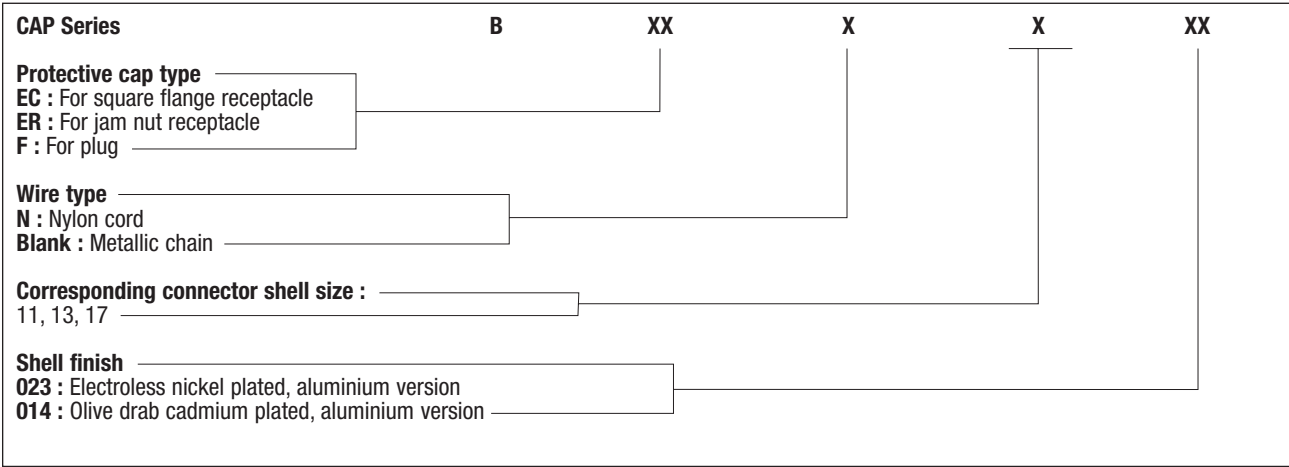 CAP Series B XX X X XX
Protective cap type
EC : For square flange receptacle
ER : For jam nut receptacle
F : For plug
Wire type
N : Nylon cord
Blank : Metallic chain
Corresponding connector shell size :
11, 13, 17
Shell finish
023 : Electroless nickel plated, aluminium version
014 : Olive drab cadmium plated, aluminium version